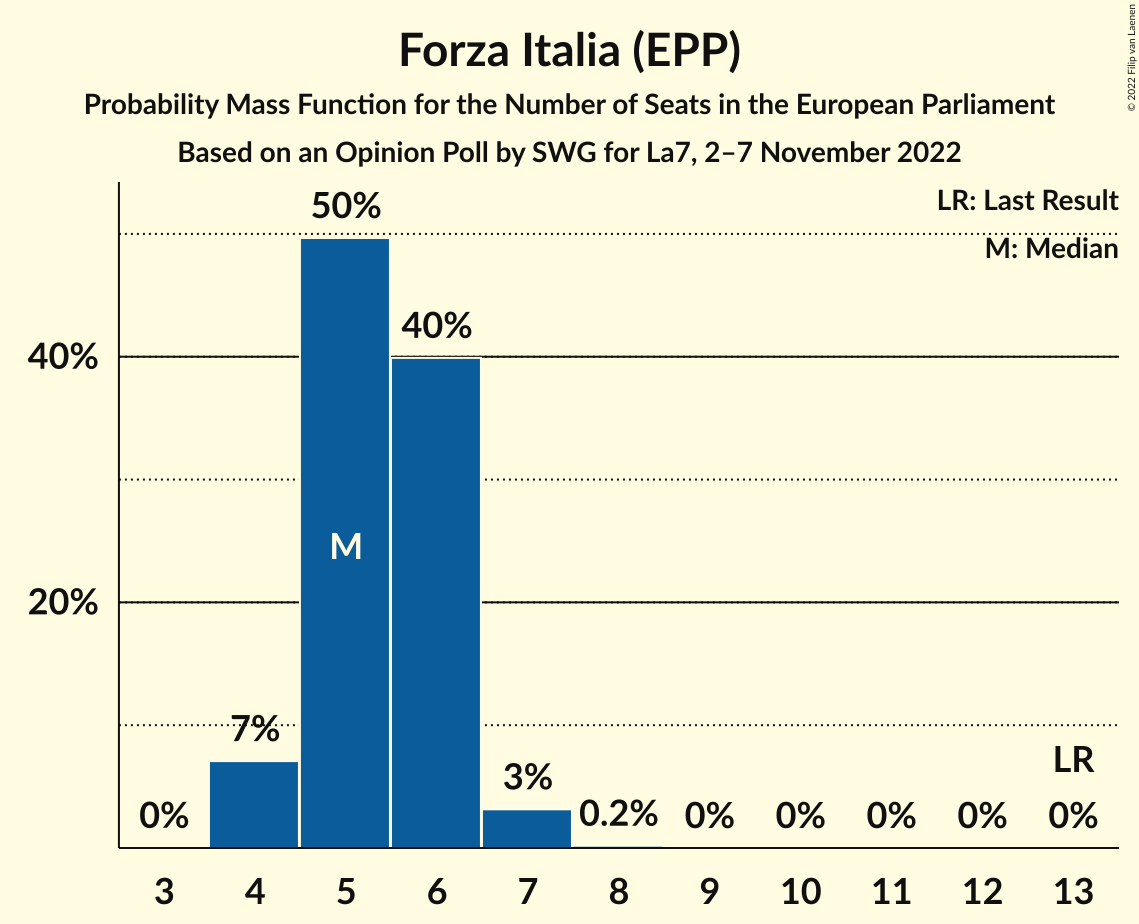 Forza Italia (EPP)
Probability Mass Function for the Number of Seats in the European Parliament
Based on an Opinion Poll by SWG for La7, 2–7 November 2022
© 2022 Filip van Laenen
LR: Last Result
M: Median
50%
40%
40%
M
20%
7%
3%
LR
0%
0.2%
0%
0%
0%
0%
0%
3 4 5 6 7 8 9 10 11 12 13